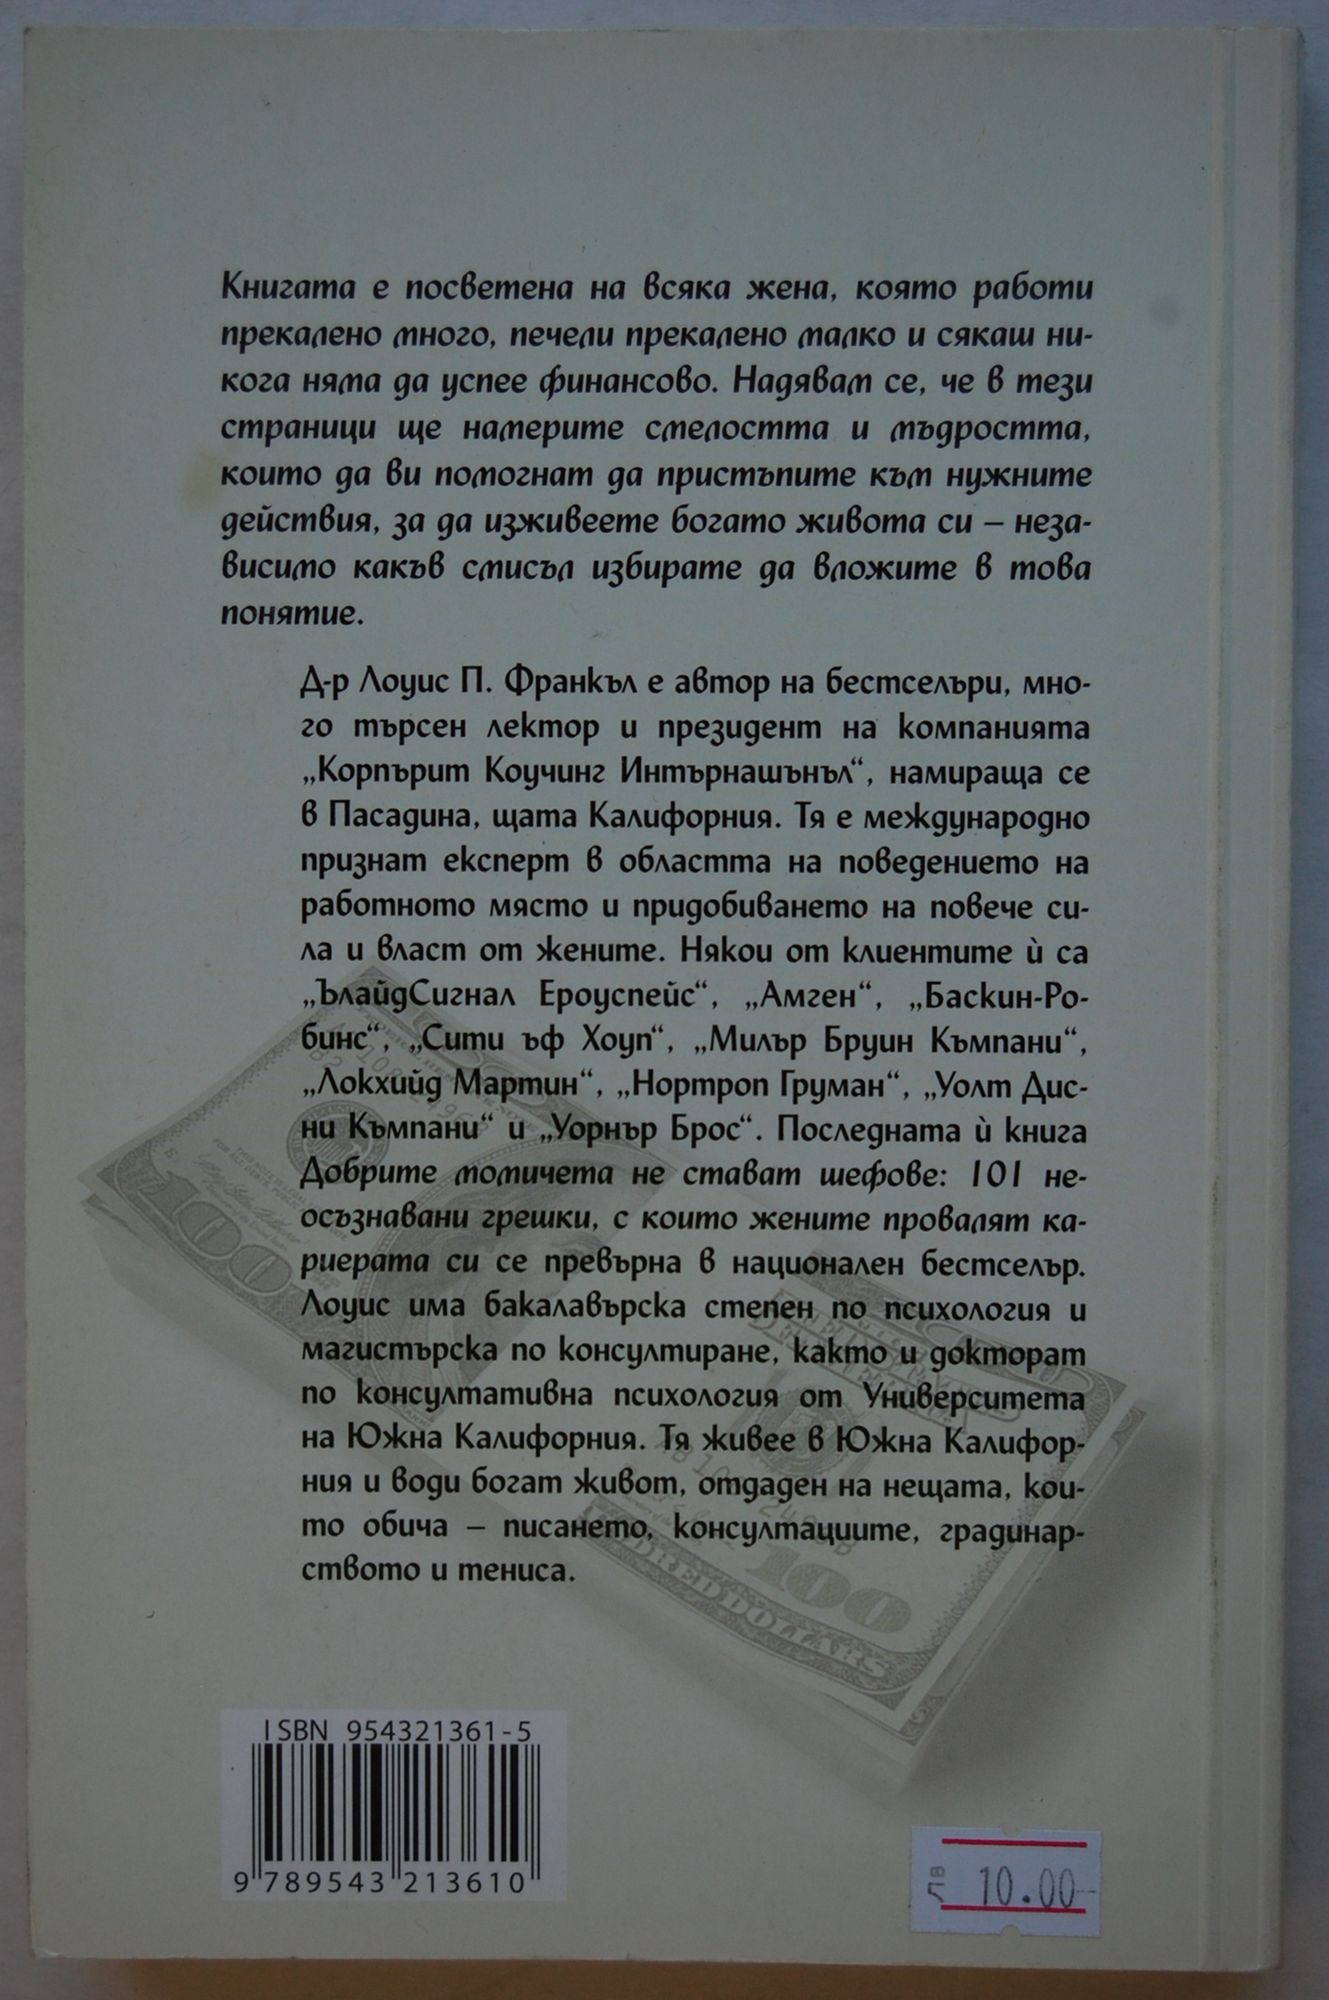 Книгата е посветена на всяка жена, която работи
прекалено много, печели прекалено малко и сякаш ни-
кога няма да успее финансово. Надявам се, че в тези
страници ще намерите смелостта и мъдростта,
които да ви помогнат да пристъпите към нужните
действия, за да изживеете богато живота си – неза-
висимо какъв смисъл избирате да вложите в това
понятие.
Д-р Лоуис П. Франкъл е автор на бестселъри, мно-
го търсен лектор и президент на компанията
„Корпърит Коучинг Интърнашънъл“, намираща се
в Пасадина, щата Калифорния. Тя е международно
признат експерт в областта на поведението на
работното място и придобиването на повече си-
ла и власт от жените. Някои от клиентите ѝ са
„ЪлайдСигнал Ероуспейс“, „Амген“, „Баскин-Ро-
бинс“, „Сити ъф Хоуп“, „Милър Бруин Къмпани“,
„Локхийд Мартин“, „Нортроп Груман“, „Уолт Дис-
ни Къмпани“ и „Уорнър Брос“. Последната ѝ книга
Добрите момичета не стават шефове: 101 не-
осъзнавани грешки, с които жените провалят ка-
риерата си се превърна в национален бестселър.
Лоуис има бакалавърска степен по психология и
магистърска по консултиране, както и докторат
по консултативна психология от Университета
на Южна Калифорния. Тя живее в Южна Калифор-
ния и води богат живот, отдаден на нещата, кои-
то обича – писането, консултациите, градинар-
ството и тениса.
100
100
DOLLARS
ISBN 954321361-5
9 789543 213610
лв 10.00